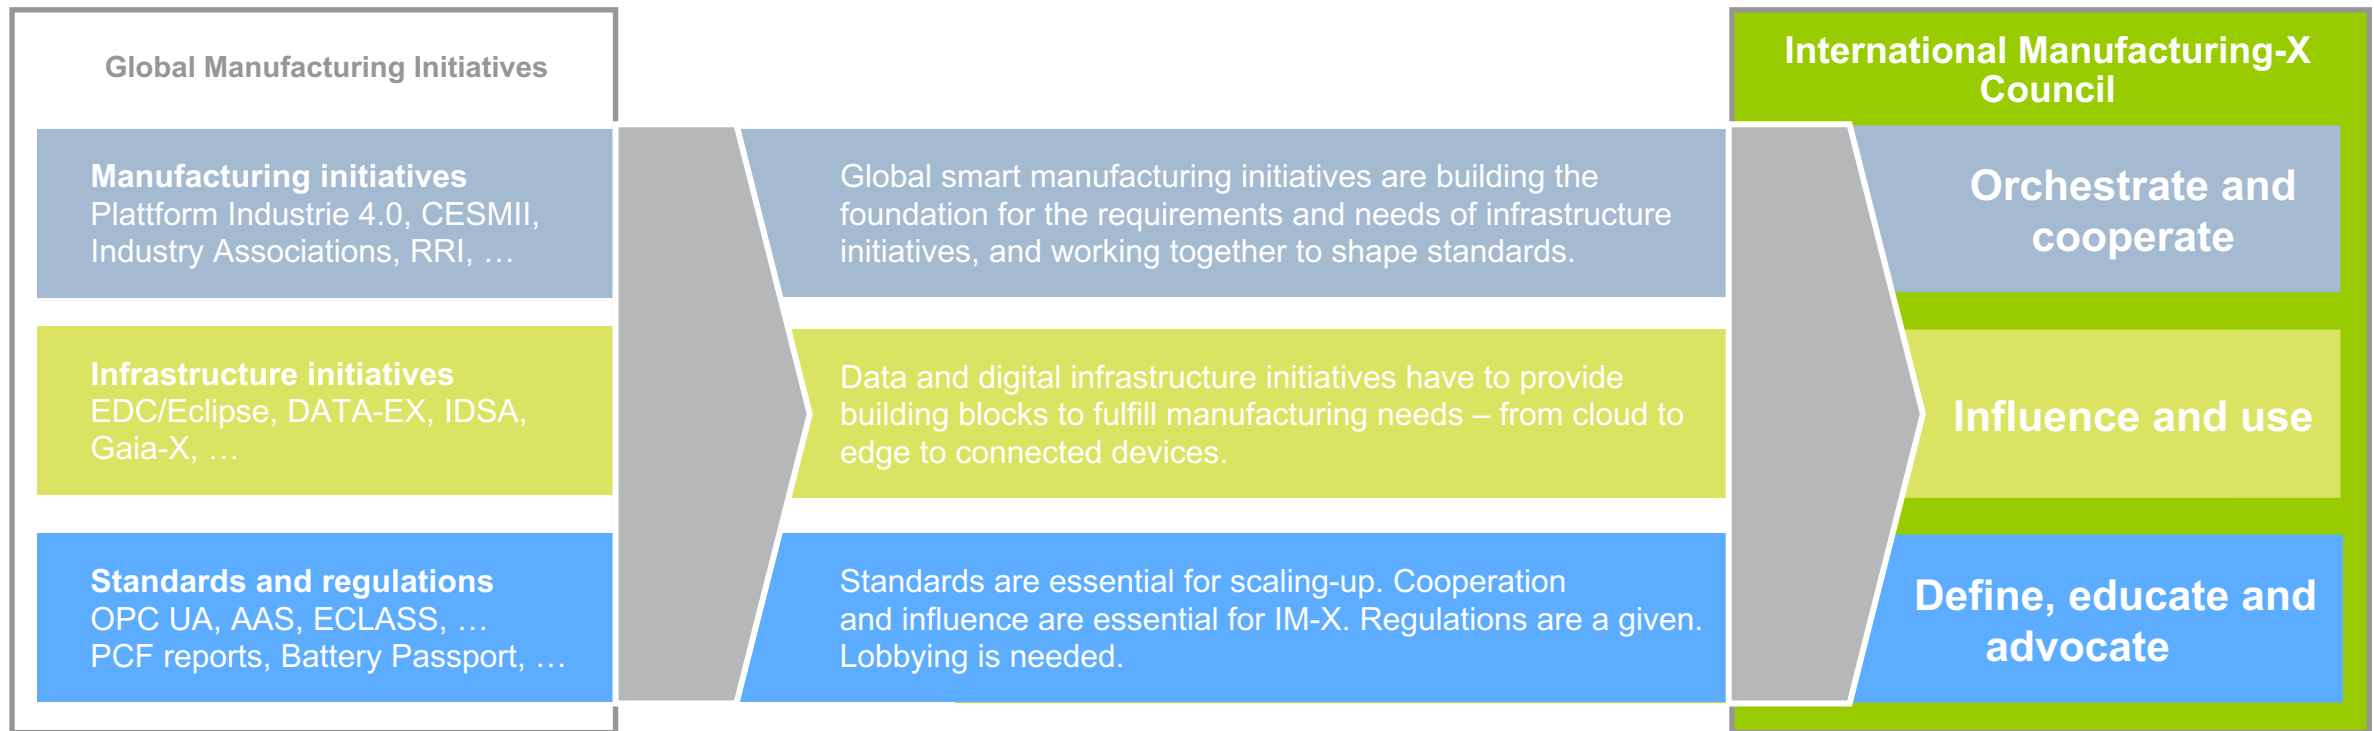 Global Manufacturing Initiatives
International Manufacturing-X
Council
Manufacturing initiatives
Plattform Industrie 4.0, CESMII,
Industry Associations, RRI, …
Global smart manufacturing initiatives are building the
foundation for the requirements and needs of infrastructure
initiatives, and working together to shape standards.
Orchestrate and
cooperate
Infrastructure initiatives
EDC/Eclipse, DATA-EX, IDSA,
Gaia-X, …
Data and digital infrastructure initiatives have to provide
building blocks to fulfill manufacturing needs – from cloud to
edge to connected devices.
Influence and use
Standards and regulations
OPC UA, AAS, ECLASS, …
PCF reports, Battery Passport, …
Standards are essential for scaling-up. Cooperation
and influence are essential for IM-X. Regulations are a given.
Lobbying is needed.
Define, educate and
advocate